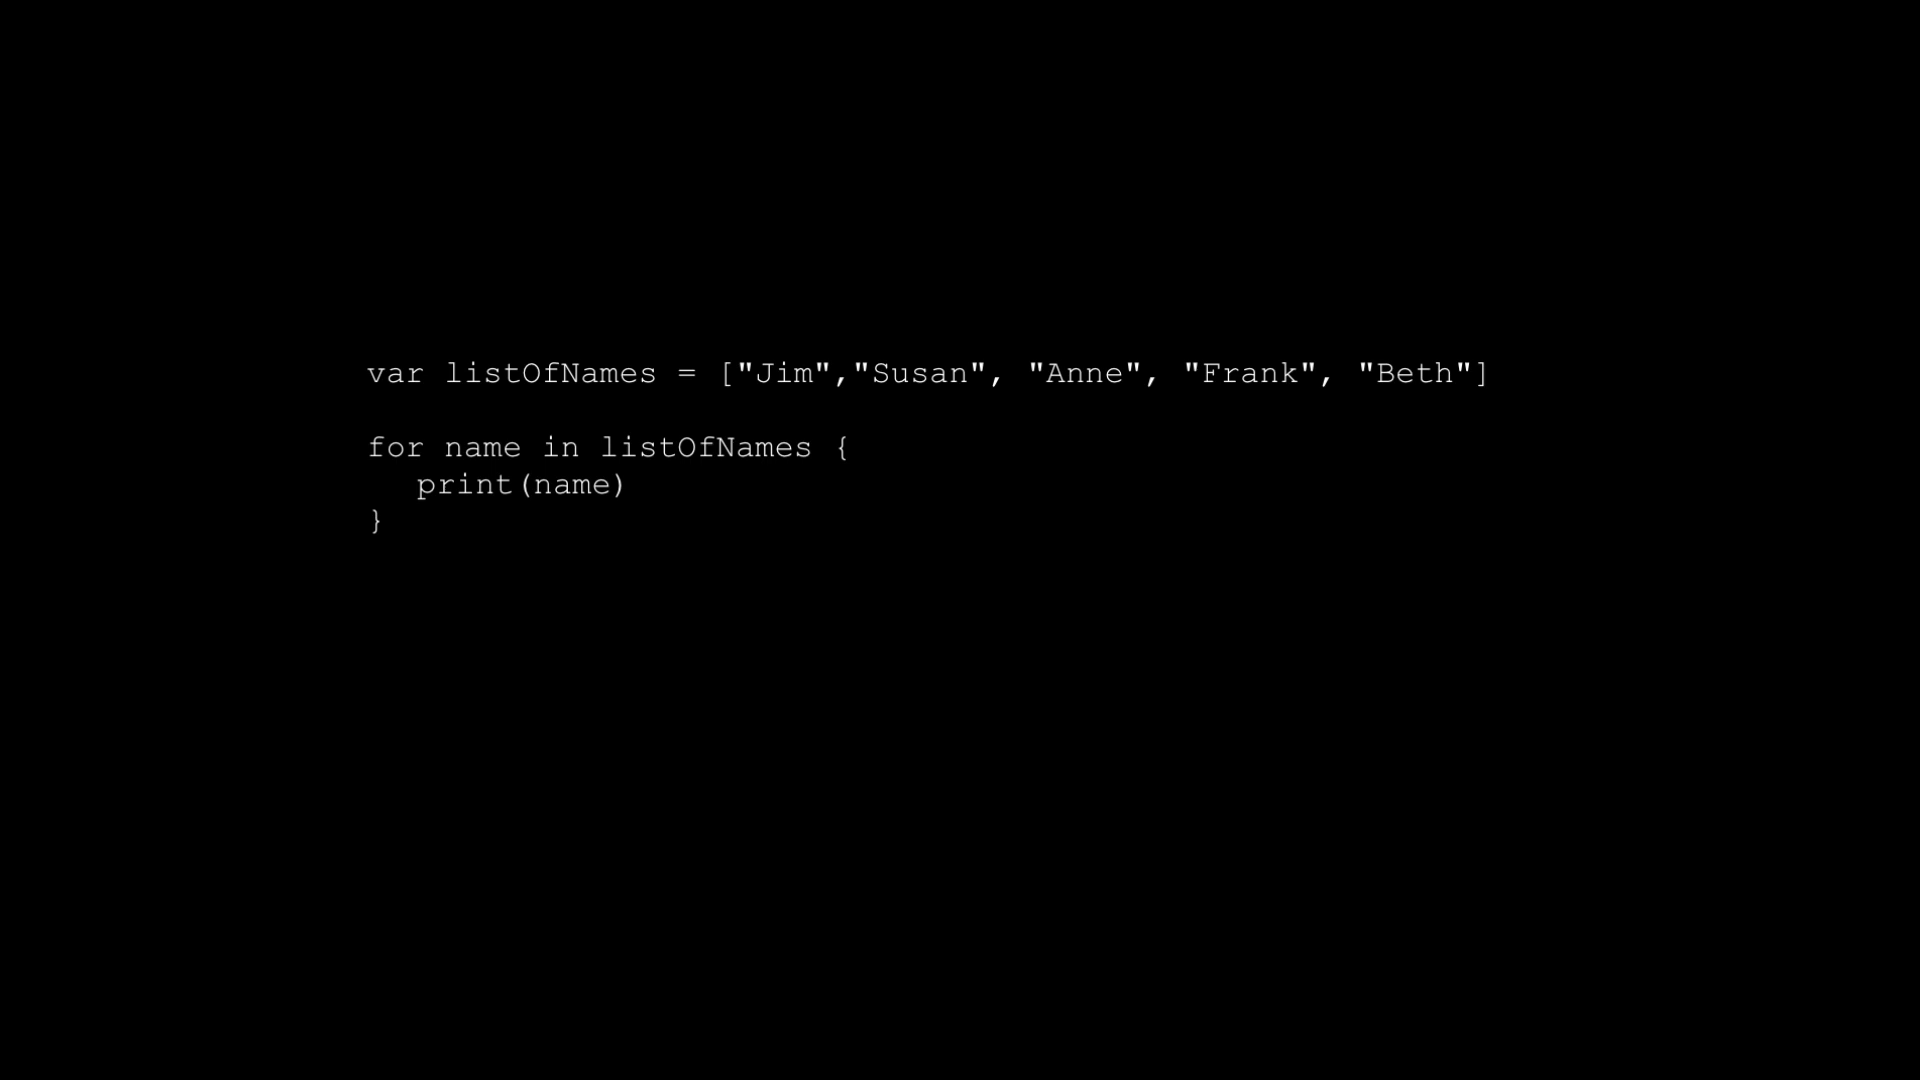 var listOfNames = ["Jim","Susan", "Anne", "Frank", "Beth"]
for name in listOfNames {
print(name)
}